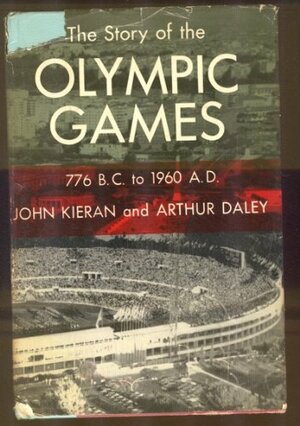 The Story of the
OLYMPIC
GAMES
776 B.C. to 1960 A.D.
JOHN KIERAN and ARTHUR DALEY